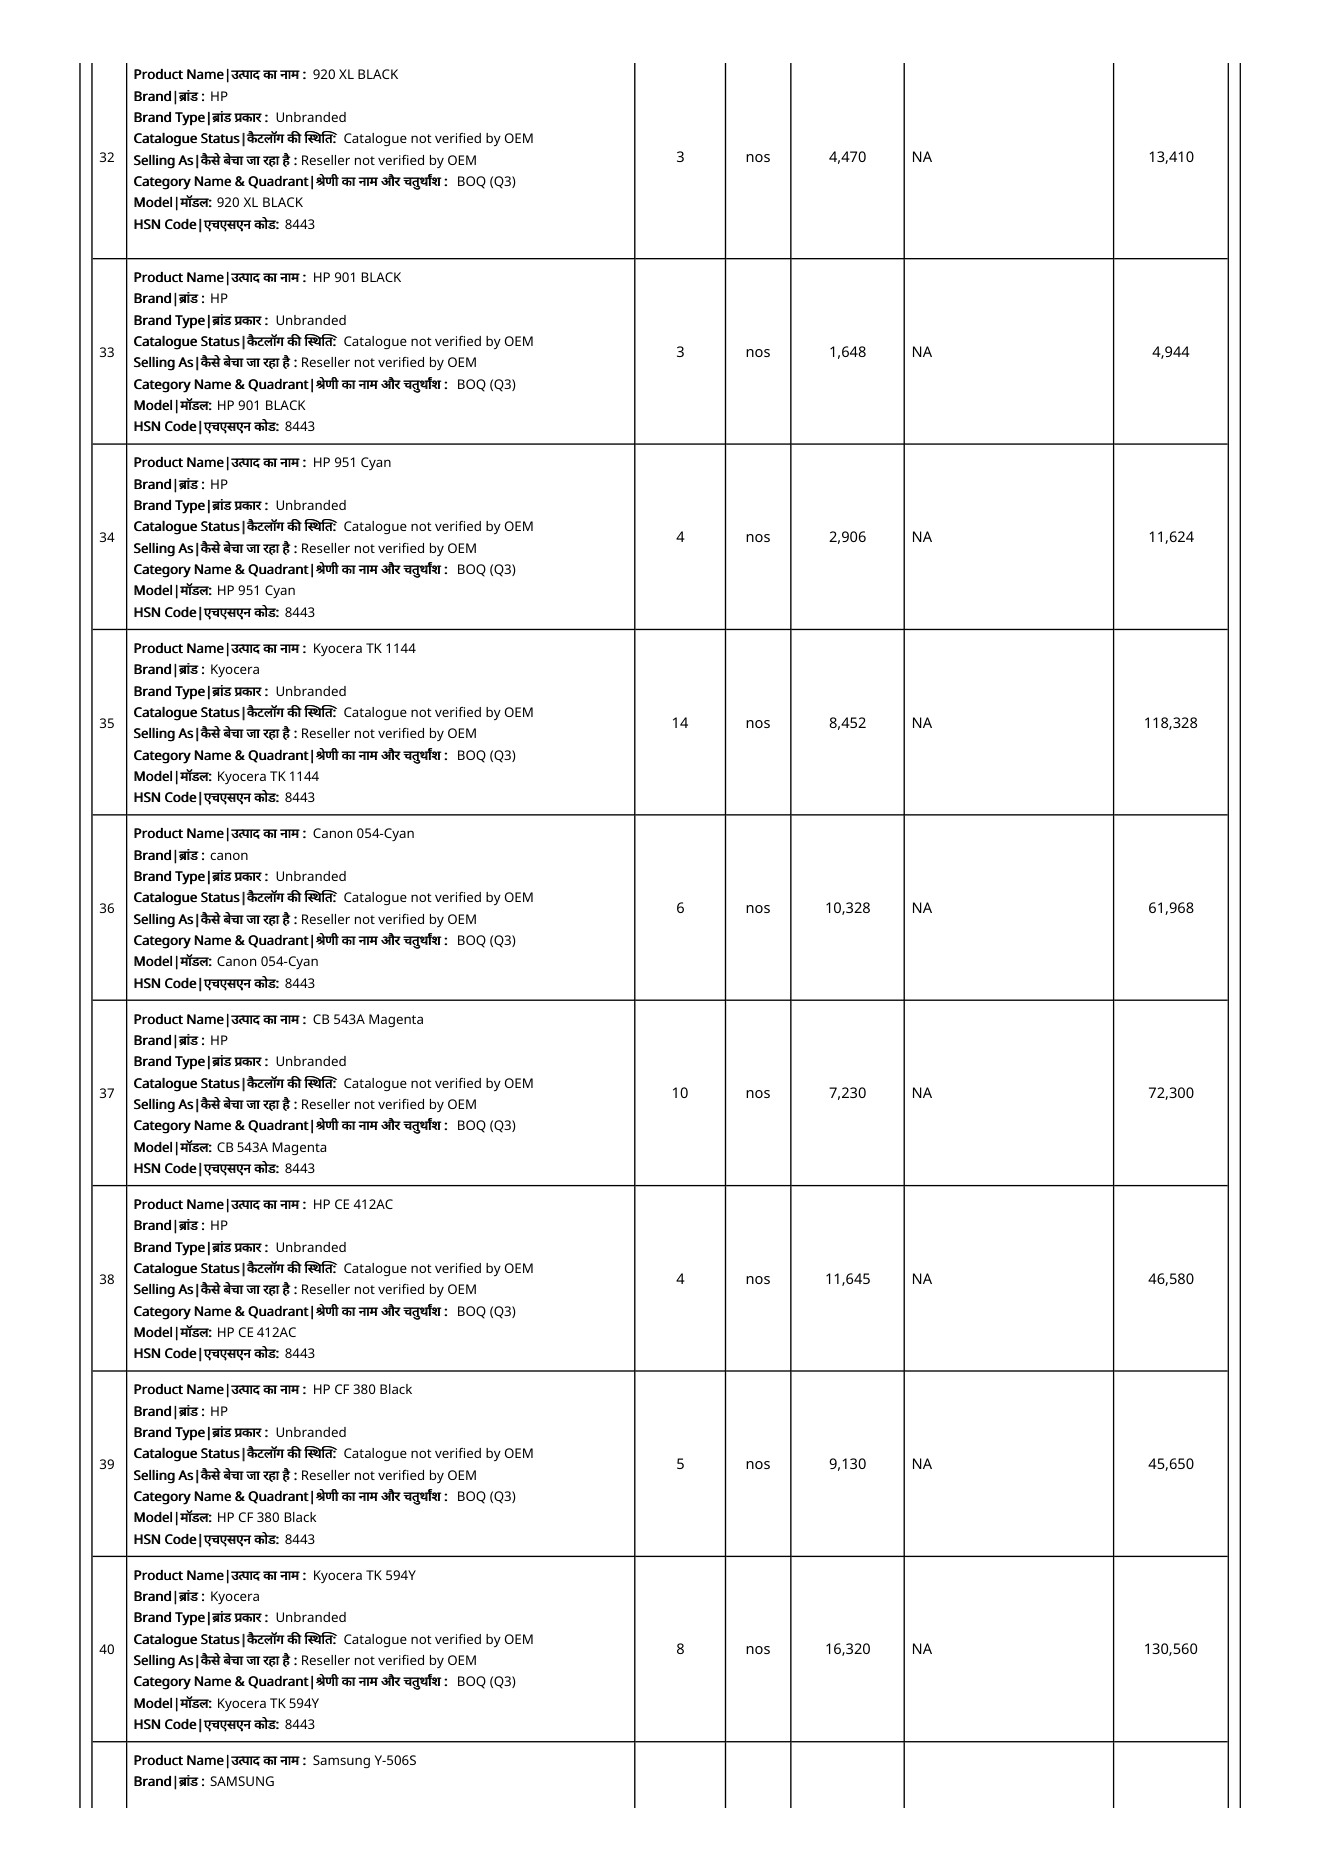 Product Name|उत्पाद का नाम : 920 XL BLACK
Brand|ब्रांड : HP
Brand Type|ब्रांड प्रकार : Unbranded
Catalogue Status|कैटलॉग की स्थिति: Catalogue not verified by OEM
32 Selling As|कैसे बेचा जा रहा है : Reseller not verified by OEM 3 nos 4,470 NA 13,410
Category Name & Quadrant|श्रेणी का नाम और चतुर्थांश : BOQ (Q3)
Model|मॉडल: 920 XL BLACK
HSN Code|एचएसएन कोड: 8443
Product Name|उत्पाद का नाम : HP 901 BLACK
Brand|ब्रांड : HP
Brand Type|ब्रांड प्रकार : Unbranded
Catalogue Status|कैटलॉग की स्थिति: Catalogue not verified by OEM
33 Selling As|कैसे बेचा जा रहा है : Reseller not verified by OEM 3 nos 1,648 NA 4,944
Category Name & Quadrant|श्रेणी का नाम और चतुर्थांश : BOQ (Q3)
Model|मॉडल: HP 901 BLACK
HSN Code|एचएसएन कोड: 8443
Product Name|उत्पाद का नाम : HP 951 Cyan
Brand|ब्रांड : HP
Brand Type|ब्रांड प्रकार : Unbranded
Catalogue Status|कैटलॉग की स्थिति: Catalogue not verified by OEM
34 Selling As|कैसे बेचा जा रहा है : Reseller not verified by OEM 4 nos 2,906 NA 11,624
Category Name & Quadrant|श्रेणी का नाम और चतुर्थांश : BOQ (Q3)
Model|मॉडल: HP 951 Cyan
HSN Code|एचएसएन कोड: 8443
Product Name|उत्पाद का नाम : Kyocera TK 1144
Brand|ब्रांड : Kyocera
Brand Type|ब्रांड प्रकार : Unbranded
Catalogue Status|कैटलॉग की स्थिति: Catalogue not verified by OEM
35 Selling As|कैसे बेचा जा रहा है : Reseller not verified by OEM 14 nos 8,452 NA 118,328
Category Name & Quadrant|श्रेणी का नाम और चतुर्थांश : BOQ (Q3)
Model|मॉडल: Kyocera TK 1144
HSN Code|एचएसएन कोड: 8443
Product Name|उत्पाद का नाम : Canon 054-Cyan
Brand|ब्रांड : canon
Brand Type|ब्रांड प्रकार : Unbranded
Catalogue Status|कैटलॉग की स्थिति: Catalogue not verified by OEM
36 Selling As|कैसे बेचा जा रहा है : Reseller not verified by OEM 6 nos 10,328 NA 61,968
Category Name & Quadrant|श्रेणी का नाम और चतुर्थांश : BOQ (Q3)
Model|मॉडल: Canon 054-Cyan
HSN Code|एचएसएन कोड: 8443
Product Name|उत्पाद का नाम : CB 543A Magenta
Brand|ब्रांड : HP
Brand Type|ब्रांड प्रकार : Unbranded
Catalogue Status|कैटलॉग की स्थिति: Catalogue not verified by OEM
37 Selling As|कैसे बेचा जा रहा है : Reseller not verified by OEM 10 nos 7,230 NA 72,300
Category Name & Quadrant|श्रेणी का नाम और चतुर्थांश : BOQ (Q3)
Model|मॉडल: CB 543A Magenta
HSN Code|एचएसएन कोड: 8443
Product Name|उत्पाद का नाम : HP CE 412AC
Brand|ब्रांड : HP
Brand Type|ब्रांड प्रकार : Unbranded
Catalogue Status|कैटलॉग की स्थिति: Catalogue not verified by OEM
38 Selling As|कैसे बेचा जा रहा है : Reseller not verified by OEM 4 nos 11,645 NA 46,580
Category Name & Quadrant|श्रेणी का नाम और चतुर्थांश : BOQ (Q3)
Model|मॉडल: HP CE 412AC
HSN Code|एचएसएन कोड: 8443
Product Name|उत्पाद का नाम : HP CF 380 Black
Brand|ब्रांड : HP
Brand Type|ब्रांड प्रकार : Unbranded
Catalogue Status|कैटलॉग की स्थिति: Catalogue not verified by OEM
39 Selling As|कैसे बेचा जा रहा है : Reseller not verified by OEM 5 nos 9,130 NA 45,650
Category Name & Quadrant|श्रेणी का नाम और चतुर्थांश : BOQ (Q3)
Model|मॉडल: HP CF 380 Black
HSN Code|एचएसएन कोड: 8443
Product Name|उत्पाद का नाम : Kyocera TK 594Y
Brand|ब्रांड : Kyocera
Brand Type|ब्रांड प्रकार : Unbranded
Catalogue Status|कैटलॉग की स्थिति: Catalogue not verified by OEM
40 Selling As|कैसे बेचा जा रहा है : Reseller not verified by OEM 8 nos 16,320 NA 130,560
Category Name & Quadrant|श्रेणी का नाम और चतुर्थांश : BOQ (Q3)
Model|मॉडल: Kyocera TK 594Y
HSN Code|एचएसएन कोड: 8443
Product Name|उत्पाद का नाम : Samsung Y-506S
Brand|ब्रांड : SAMSUNG